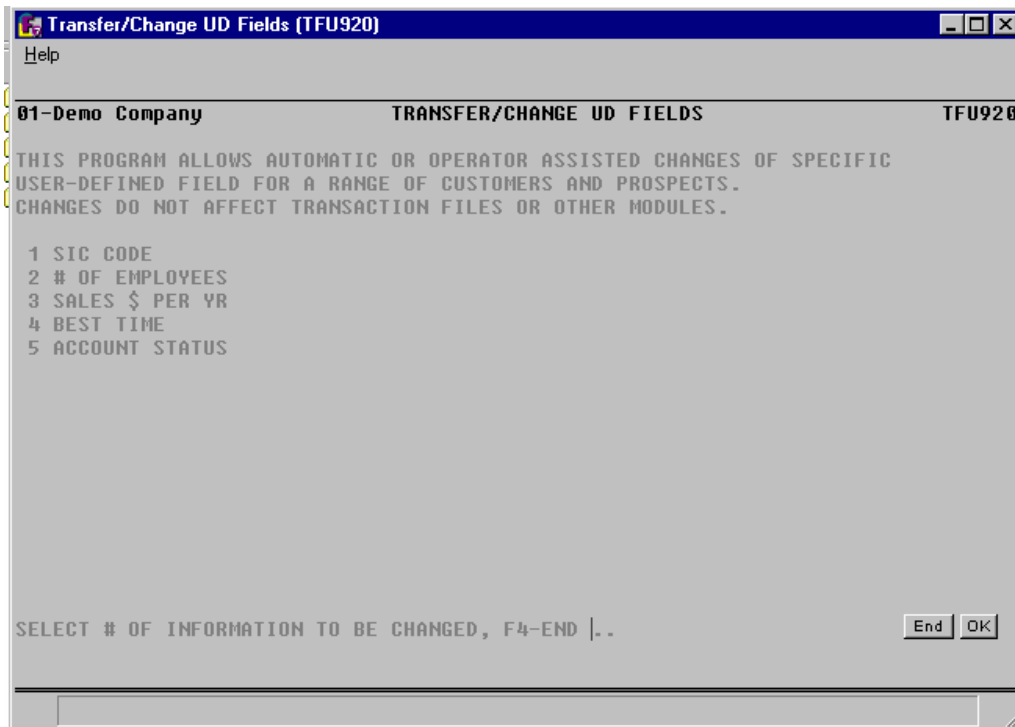 Transfer/Change UD Fields (TFU920)
Help
01-Demo Company TRANSFER/CHANGE UD FIELDS TFU920
THIS PROGRAM ALLOWS AUTOMATIC OR OPERATOR ASSISTED CHANGES OF SPECIFIC
USER-DEFINED FIELD FOR A RANGE OF CUSTOMERS AND PROSPECTS.
CHANGES DO NOT AFFECT TRANSACTION FILES OR OTHER MODULES.
1 SIC CODE
2 # OF EMPLOYEES
3 SALES $ PER YR
4 BEST TIME
5 ACCOUNT STATUS
SELECT # OF INFORMATION TO BE CHANGED, F4-END .. End OK